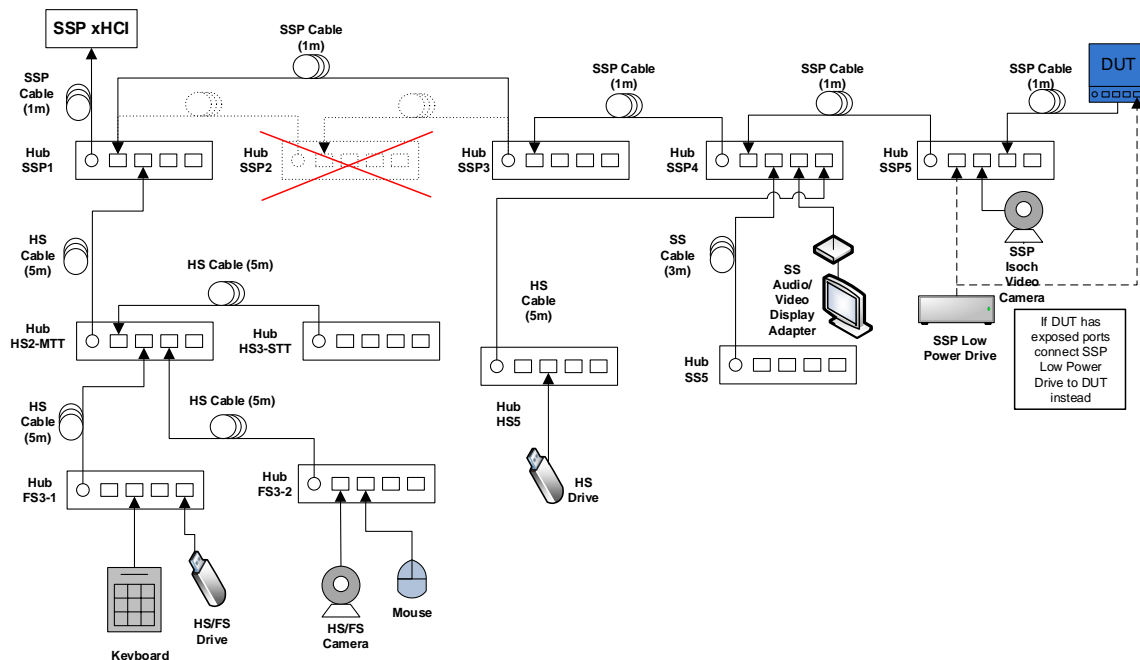 SSP xHCI
SSP Cable
(1m)
SSP
Cable
(1m)
SSP Cable
(1m)
SSP Cable
(1m)
SSP Cable
(1m)
DUT
Hub
SSP1
Hub
SSP2
Hub
SSP3
Hub
SSP4
Hub
SSP5
HS
Cable
(5m)
HS Cable (5m)
SS
Cable
(3m)
HS
Cable
(5m)
SS
Audio/
Video
Display
Adapter
SSP
Isoch
Video
Camera
SSP Low
Power Drive
If DUT has
exposed ports
connect SSP
Low Power
Drive to DUT
instead
Hub
HS2-MTT
Hub
HS3-STT
Hub
SS5
HS
Cable
(5m)
HS Cable (5m)
Hub
HS5
Hub
FS3-1
Hub
FS3-2
HS
Drive
HS/FS
Drive
HS/FS
Camera
Mouse
Keyboard